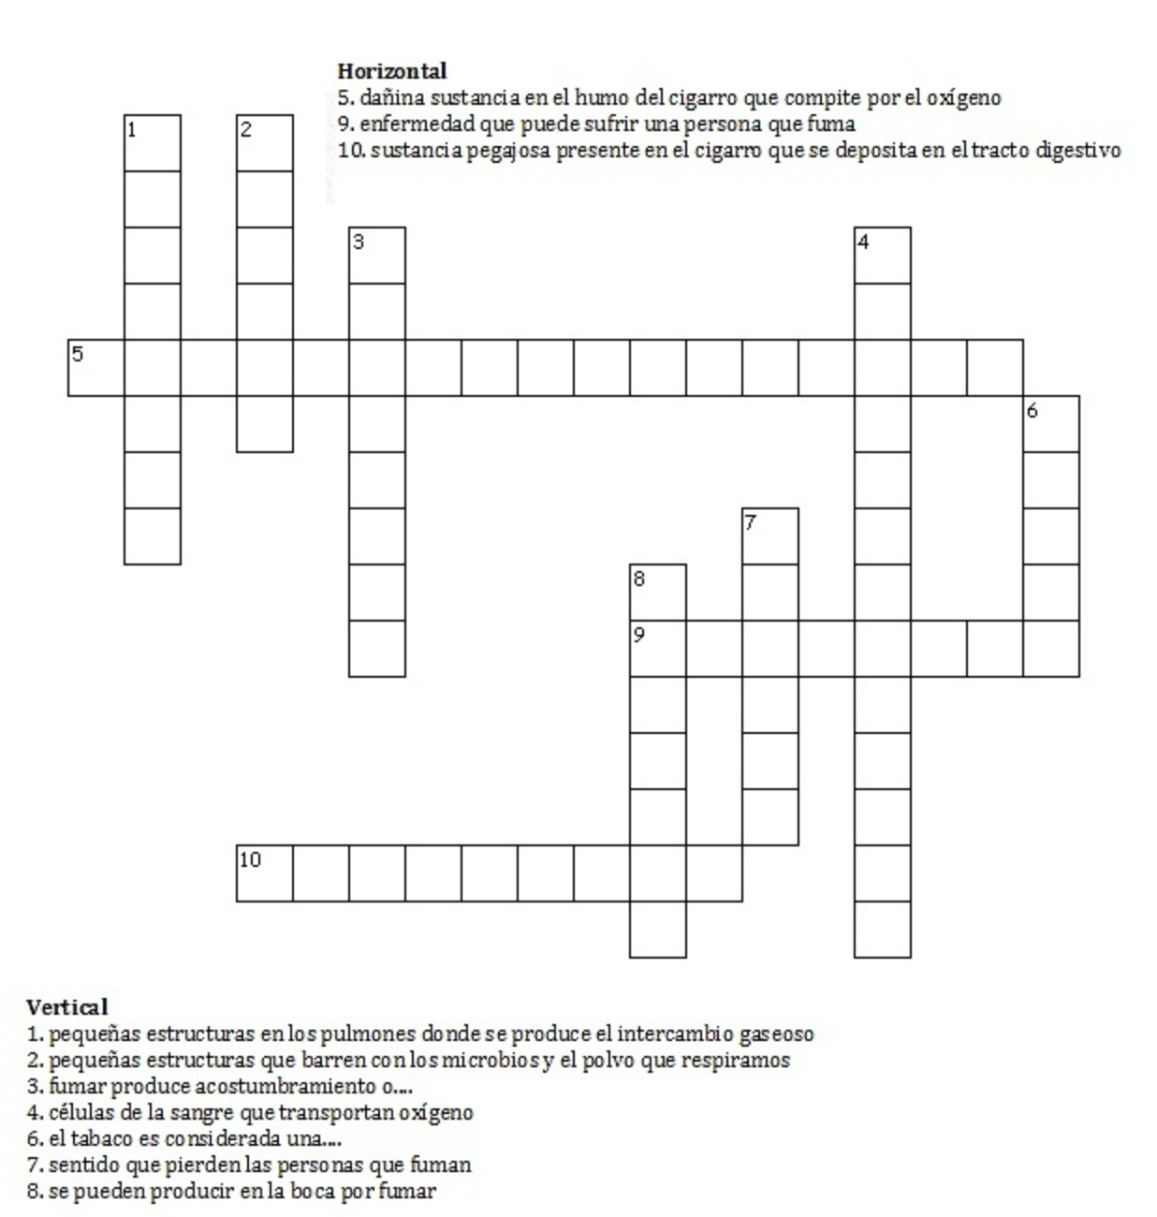 Horizontal
5. dañina sustancia en el humo del cigarro que compite por el oxígeno
9. enfermedad que puede sufrir una persona que fuma
10. sustancia pegajosa presente en el cigarro que se deposita en el tracto digestivo
1
2
3
4
5
6
7
8
9
10
Vertical
1. pequeñas estructuras en los pulmones donde se produce el intercambio gaseoso
2. pequeñas estructuras que barren con los microbios y el polvo que respiramos
3. fumar produce acostumbramiento o....
4. células de la sangre que transportan oxígeno
6. el tabaco es considerada una....
7. sentido que pierden las personas que fuman
8. se pueden producir en la boca por fumar